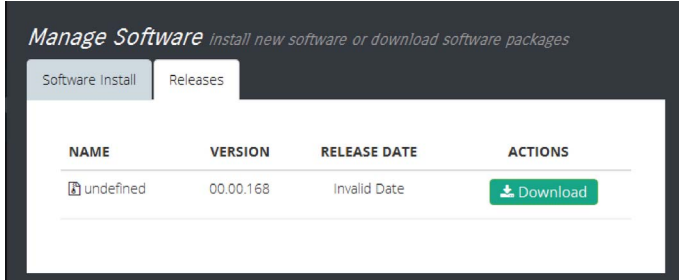 Manage Software install new software or download software packages
Software Install Releases
NAME VERSION RELEASE DATE ACTIONS
undefined 00.00.168 Invalid Date Download